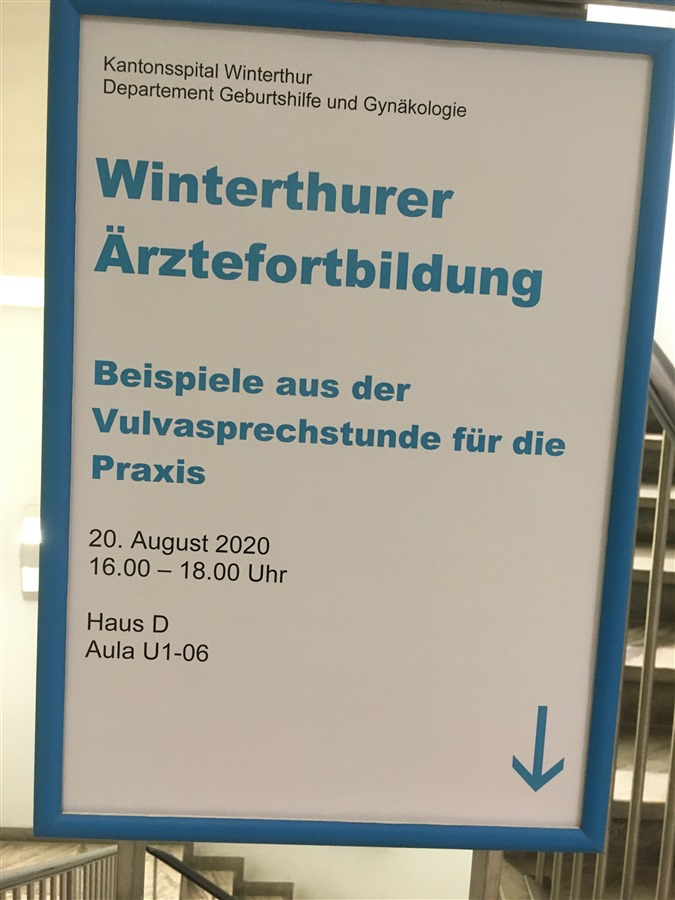 Kantonsspital Winterthur
Departement Geburtshilfe und Gynäkologie
Winterthurer
Ärztefortbildung
Beispiele aus der
Vulvasprechstunde für die
Praxis
20. August 2020
16.00 – 18.00 Uhr
Haus D
Aula U1-06